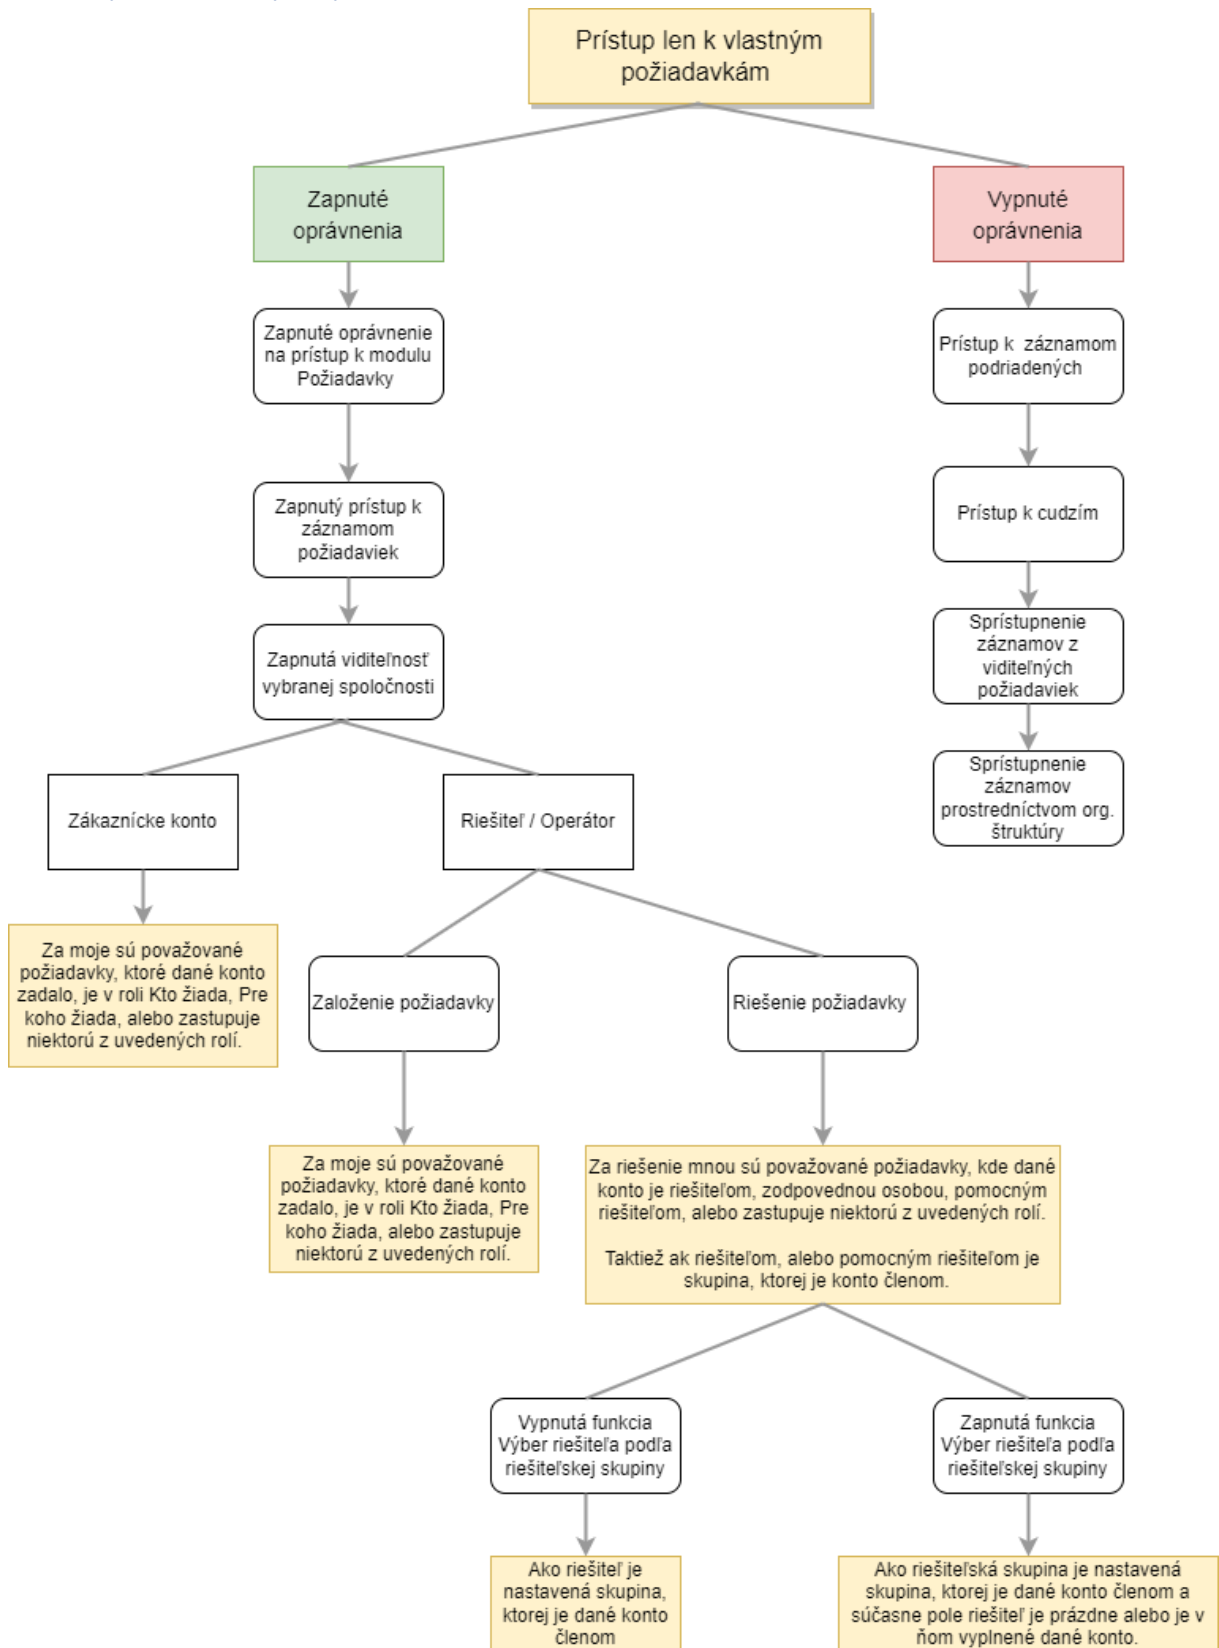 Prístup len k vlastným
požiadavkám
Zapnuté
oprávnenia
Vypnuté
oprávnenia
Zapnuté oprávnenie
na prístup k modulu
Požiadavky
Prístup k záznamom
podriadených
Zapnutý prístup k
záznamom
požiadaviek
Prístup k cudzím
Zapnutá viditeľnosť
vybranej spoločnosti
Sprístupnenie
záznamov z
viditeľných
požiadaviek
Sprístupnenie
záznamov
prostredníctvom org.
štruktúry
Zákaznícke konto
Riešiteľ / Operátor
Za moje sú považované
požiadavky, ktoré dané konto
zadalo, je v roli Kto žiada, Pre
koho žiada, alebo zastupuje
niektorú z uvedených rolí.
Založenie požiadavky
Riešenie požiadavky
Za moje sú považované
požiadavky, ktoré dané konto
zadalo, je v roli Kto žiada, Pre
koho žiada, alebo zastupuje
niektorú z uvedených rolí.
Za riešenie mnou sú považované požiadavky, kde dané
konto je riešiteľom, zodpovednou osobou, pomocným
riešiteľom, alebo zastupuje niektorú z uvedených rolí.
Taktiež ak riešiteľom, alebo pomocným riešiteľom je
skupina, ktorej je konto členom.
Vypnutá funkcia
Výber riešiteľa podľa
riešiteľskej skupiny
Zapnutá funkcia
Výber riešiteľa podľa
riešiteľskej skupiny
Ako riešiteľ je
nastavená skupina,
ktorej je dané konto
členom
Ako riešiteľská skupina je nastavená
skupina, ktorej je dané konto členom a
súčasne pole riešiteľ je prázdne alebo je v
ňom vyplnené dané konto.